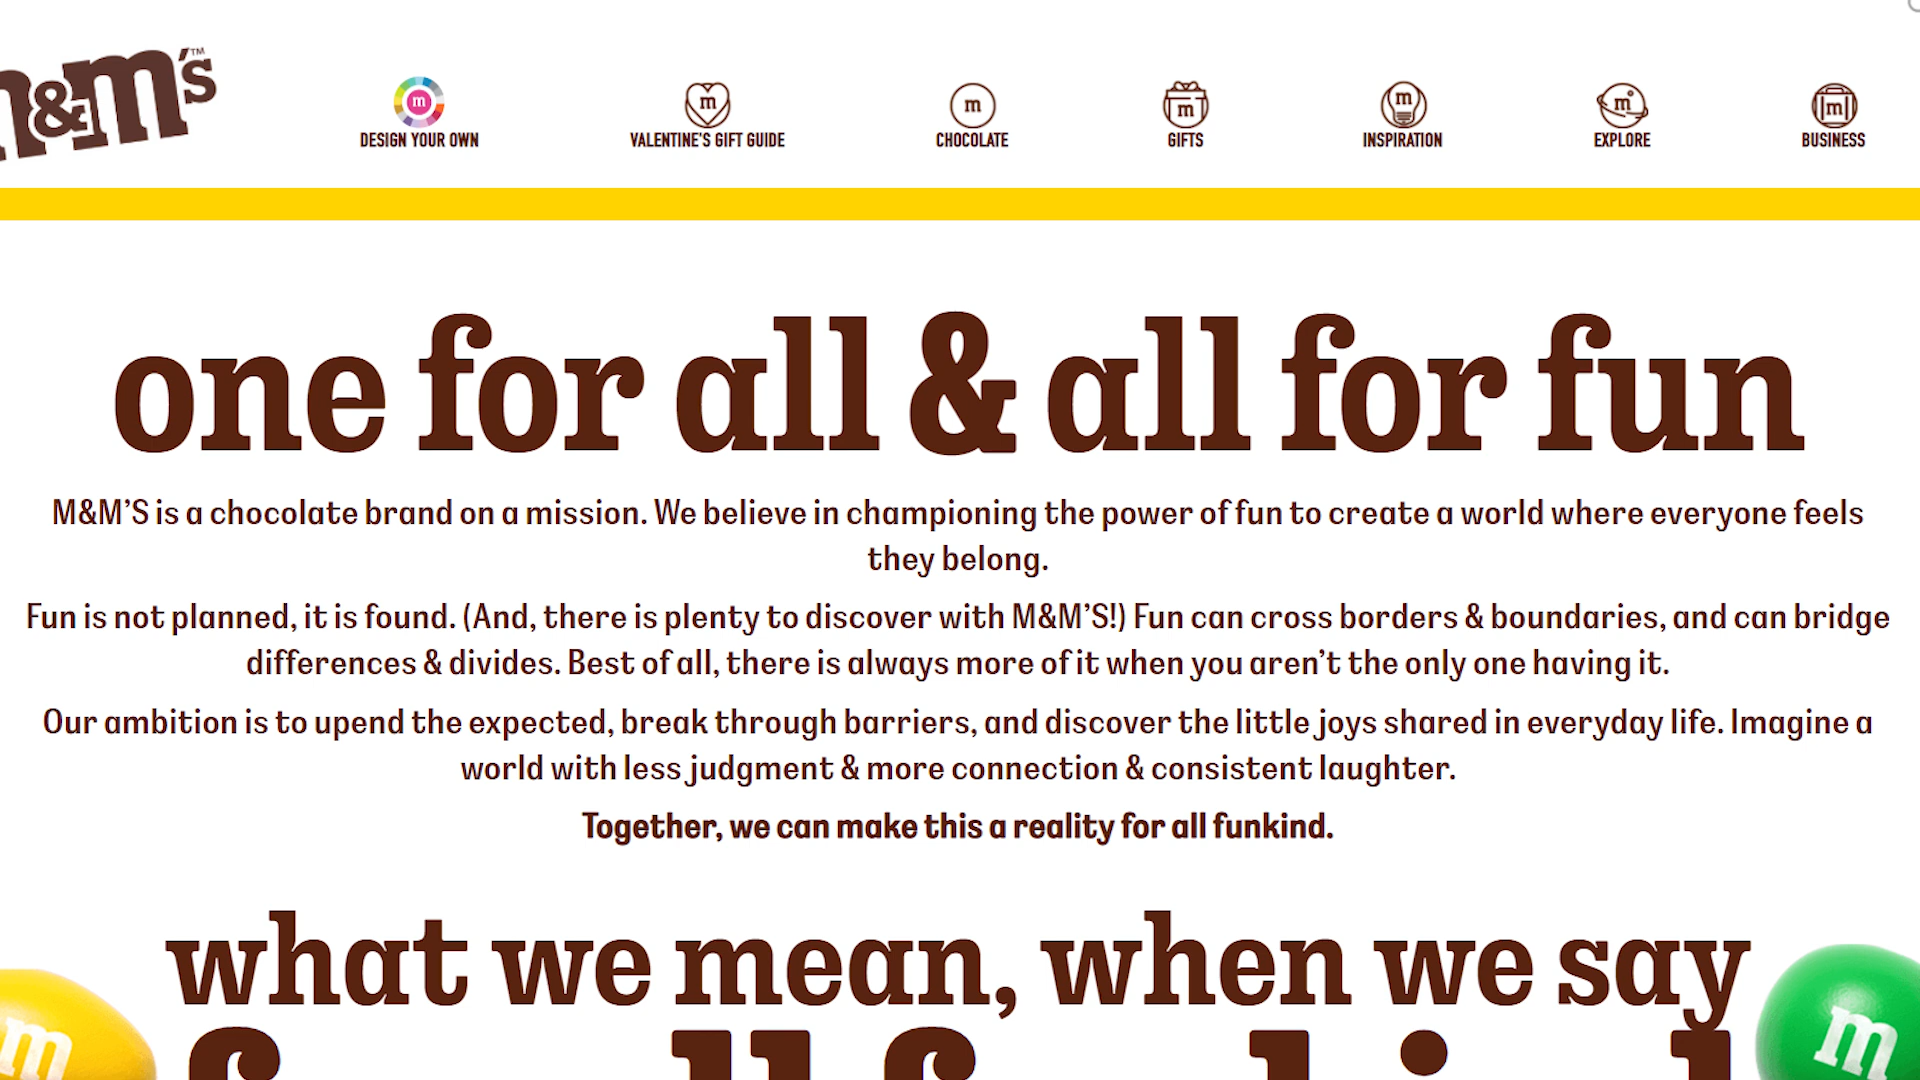 m&m's™
m
m
m
m
m
m
m
DESIGN YOUR OWN
VALENTINE'S GIFT GUIDE
CHOCOLATE
GIFTS
INSPIRATION
EXPLORE
BUSINESS
one for all & all for fun
M&M’S is a chocolate brand on a mission. We believe in championing the power of fun to create a world where everyone feels
they belong.
Fun is not planned, it is found. (And, there is plenty to discover with M&M’S!) Fun can cross borders & boundaries, and can bridge
differences & divides. Best of all, there is always more of it when you aren’t the only one having it.
Our ambition is to upend the expected, break through barriers, and discover the little joys shared in everyday life. Imagine a
world with less judgment & more connection & consistent laughter.
Together, we can make this a reality for all funkind.
what we mean, when we say
m
m